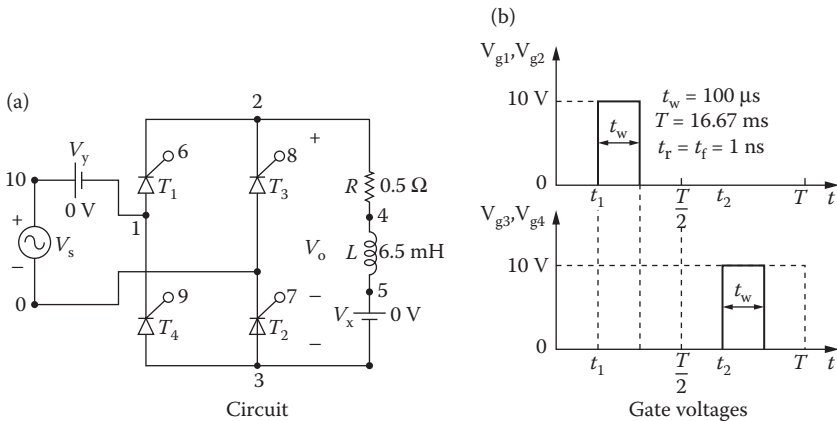 (a)
2
6
8
10
V_y
T_1
T_3
+
R
0.5 Ω
0 V
1
4
+
V_s
−
V_o
L
6.5 mH
0
9
7
−
5
T_4
T_2
V_x
0 V
−
3
Circuit
(b)
V_g1,V_g2
10 V
t_w
t_w = 100 µs
T = 16.67 ms
t_r = t_f = 1 ns
0
t_1
T/2
t_2
T
t
V_g3,V_g4
10 V
t_w
0
t_1
T/2
t_2
T
t
Gate voltages